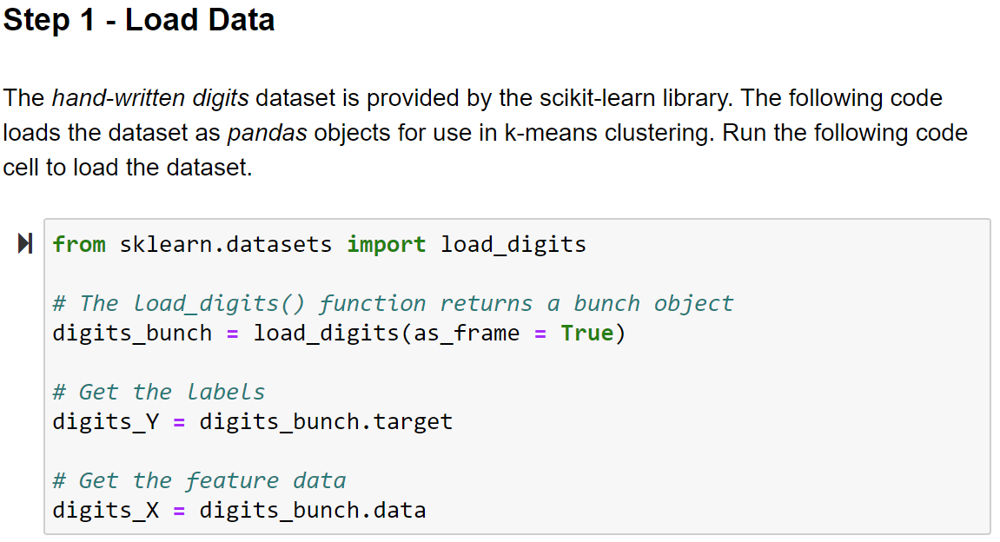 Step 1 - Load Data
The hand-written digits dataset is provided by the scikit-learn library. The following code
loads the dataset as pandas objects for use in k-means clustering. Run the following code
cell to load the dataset.
from sklearn.datasets import load_digits
# The load_digits() function returns a bunch object
digits_bunch = load_digits(as_frame = True)
# Get the labels
digits_Y = digits_bunch.target
# Get the feature data
digits_X = digits_bunch.data